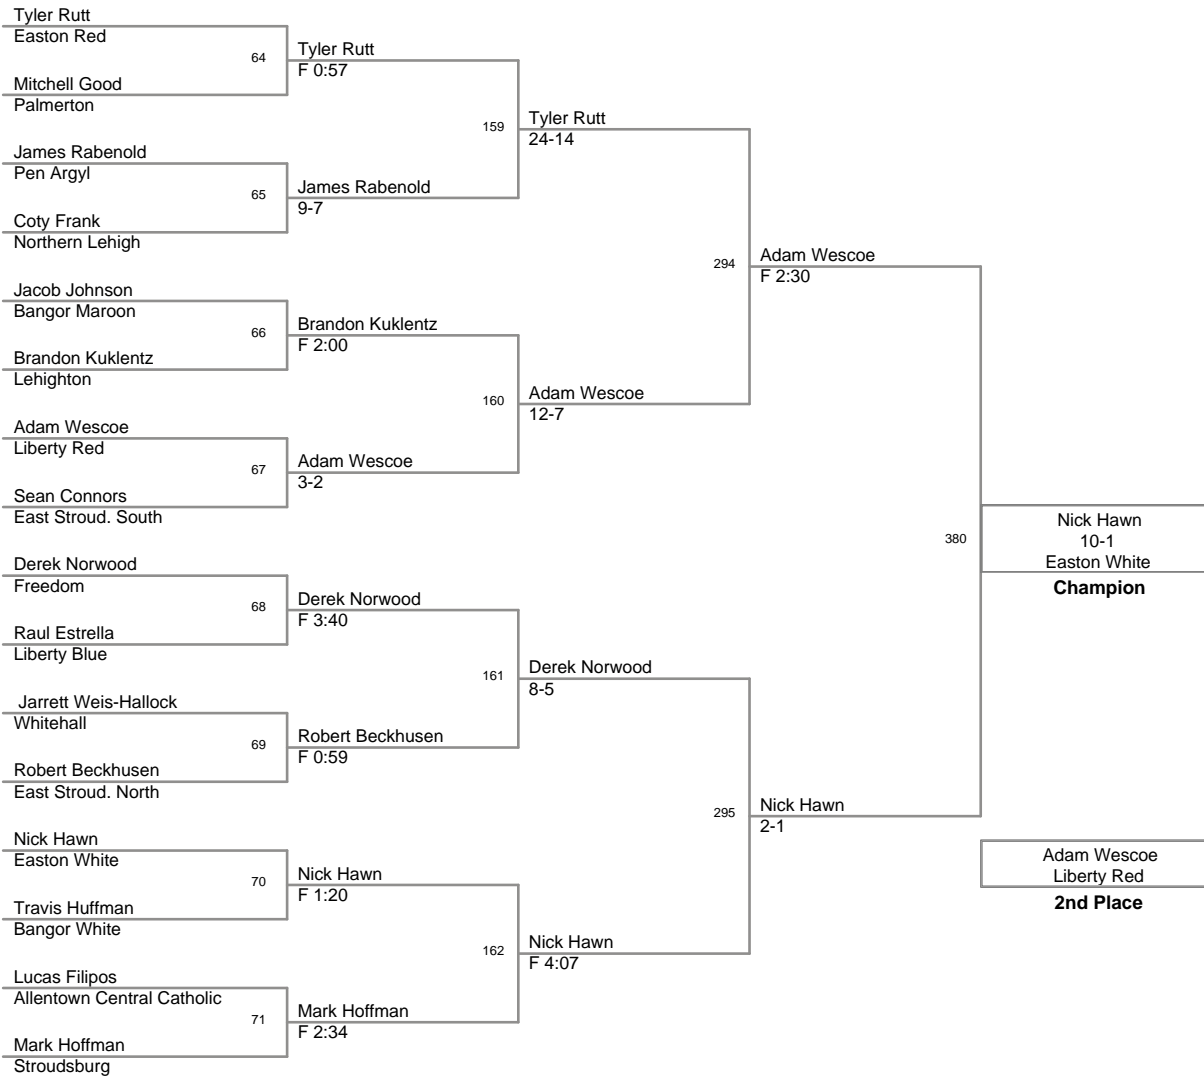 Tyler Rutt
Easton Red
64
Mitchell Good
Palmerton
James Rabenold
Pen Argyl
65
Coty Frank
Northern Lehigh
Jacob Johnson
Bangor Maroon
66
Brandon Kuklentz
Lehighton
Adam Wescoe
Liberty Red
67
Sean Connors
East Stroud. South
Derek Norwood
Freedom
68
Raul Estrella
Liberty Blue
Jarrett Weis-Hallock
Whitehall
69
Robert Beckhusen
East Stroud. North
Nick Hawn
Easton White
70
Travis Huffman
Bangor White
Lucas Filipos
Allentown Central Catholic
71
Mark Hoffman
Stroudsburg
Tyler Rutt
F 0:57
159
James Rabenold
9-7
Brandon Kuklentz
F 2:00
160
Adam Wescoe
3-2
Derek Norwood
F 3:40
161
Robert Beckhusen
F 0:59
Nick Hawn
F 1:20
162
Mark Hoffman
F 2:34
Tyler Rutt
24-14
294
Adam Wescoe
12-7
Derek Norwood
8-5
295
Nick Hawn
F 4:07
Adam Wescoe
F 2:30
380
Nick Hawn
2-1
Nick Hawn
10-1
Easton White
Champion
Adam Wescoe
Liberty Red
2nd Place